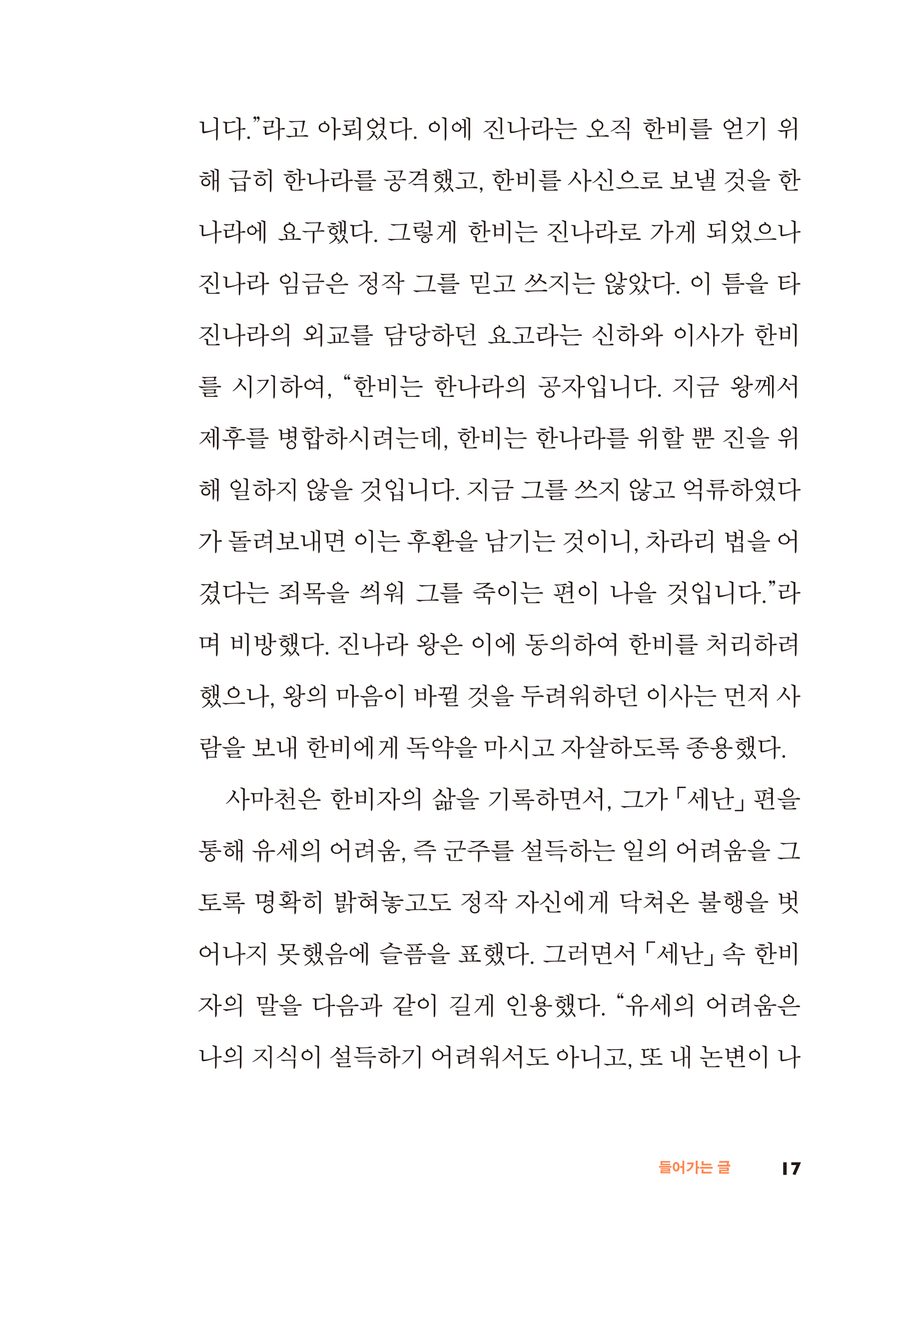 니다.”라고 아뢰었다. 이에 진나라는 오직 한비를 얻기 위
해 급히 한나라를 공격했고, 한비를 사신으로 보낼 것을 한
나라에 요구했다. 그렇게 한비는 진나라로 가게 되었으나
진나라 임금은 정작 그를 믿고 쓰지는 않았다. 이 틈을 타
진나라의 외교를 담당하던 요고라는 신하와 이사가 한비
를 시기하여, “한비는 한나라의 공자입니다. 지금 왕께서
제후를 병합하시려는데, 한비는 한나라를 위할 뿐 진을 위
해 일하지 않을 것입니다. 지금 그를 쓰지 않고 억류하였다
가 돌려보내면 이는 후환을 남기는 것이니, 차라리 법을 어
겼다는 죄목을 씌워 그를 죽이는 편이 나을 것입니다.”라
며 비방했다. 진나라 왕은 이에 동의하여 한비를 처리하려
했으나, 왕의 마음이 바뀔 것을 두려워하던 이사는 먼저 사
람을 보내 한비에게 독약을 마시고 자살하도록 종용했다.
사마천은 한비자의 삶을 기록하면서, 그가 「세난」 편을
통해 유세의 어려움, 즉 군주를 설득하는 일의 어려움을 그
토록 명확히 밝혀놓고도 정작 자신에게 닥쳐온 불행을 벗
어나지 못했음에 슬픔을 표했다. 그러면서 「세난」 속 한비
자의 말을 다음과 같이 길게 인용했다. “유세의 어려움은
나의 지식이 설득하기 어려워서도 아니고, 또 내 논변이 나
들어가는 글 17